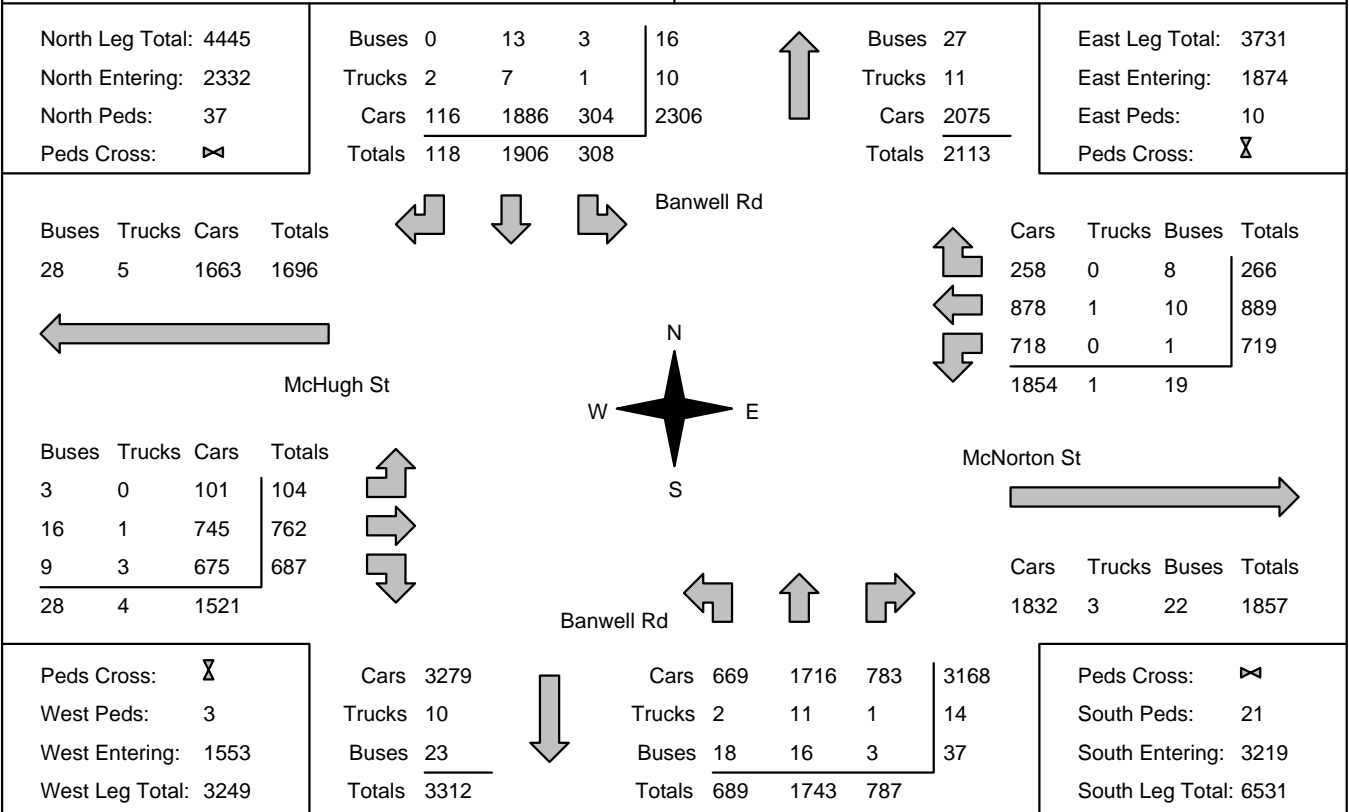 North Leg Total: 4445
North Entering: 2332
North Peds: 37
Peds Cross:
Buses 0 13 3 16
Trucks 2 7 1 10
Cars 116 1886 304 2306
Totals 118 1906 308
Buses 27
Trucks 11
Cars 2075
Totals 2113
East Leg Total: 3731
East Entering: 1874
East Peds: 10
Peds Cross:
Banwell Rd
Buses Trucks Cars Totals
28 5 1663 1696
Cars Trucks Buses Totals
258 0 8 266
878 1 10 889
718 0 1 719
1854 1 19
McHugh St
N
W E
S
Buses Trucks Cars Totals
3 0 101 104
16 1 745 762
9 3 675 687
28 4 1521
McNorton St
Cars Trucks Buses Totals
1832 3 22 1857
Banwell Rd
Peds Cross:
West Peds: 3
West Entering: 1553
West Leg Total: 3249
Cars 3279
Trucks 10
Buses 23
Totals 3312
Cars 669 1716 783 3168
Trucks 2 11 1 14
Buses 18 16 3 37
Totals 689 1743 787
Peds Cross:
South Peds: 21
South Entering: 3219
South Leg Total: 6531